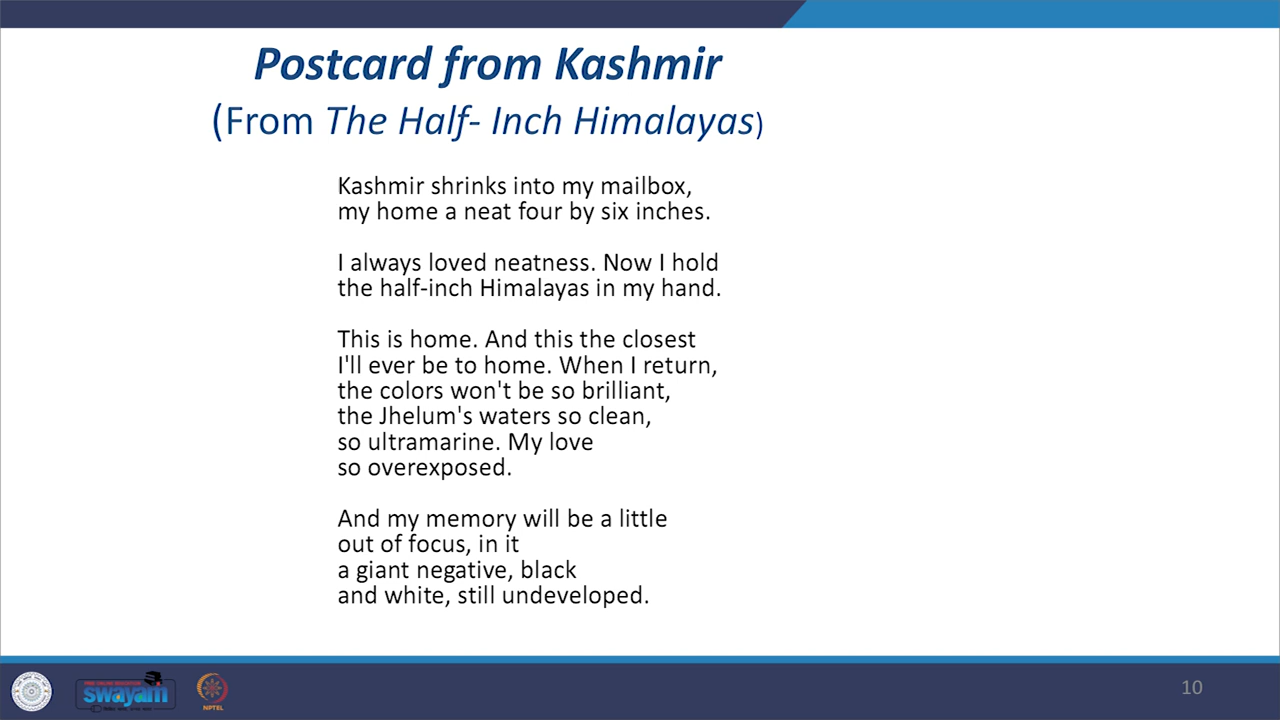 Postcard from Kashmir
(From The Half- Inch Himalayas)
Kashmir shrinks into my mailbox,
my home a neat four by six inches.
I always loved neatness. Now I hold
the half-inch Himalayas in my hand.
This is home. And this the closest
I'll ever be to home. When I return,
the colors won't be so brilliant,
the Jhelum's waters so clean,
so ultramarine. My love
so overexposed.
And my memory will be a little
out of focus, in it
a giant negative, black
and white, still undeveloped.
swayam
NPTEL
10